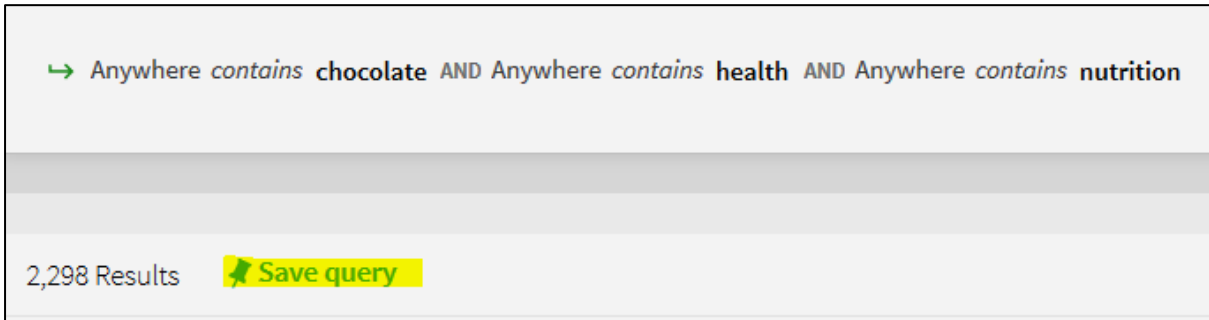 ↪ Anywhere contains chocolate AND Anywhere contains health AND Anywhere contains nutrition
2,298 Results Save query